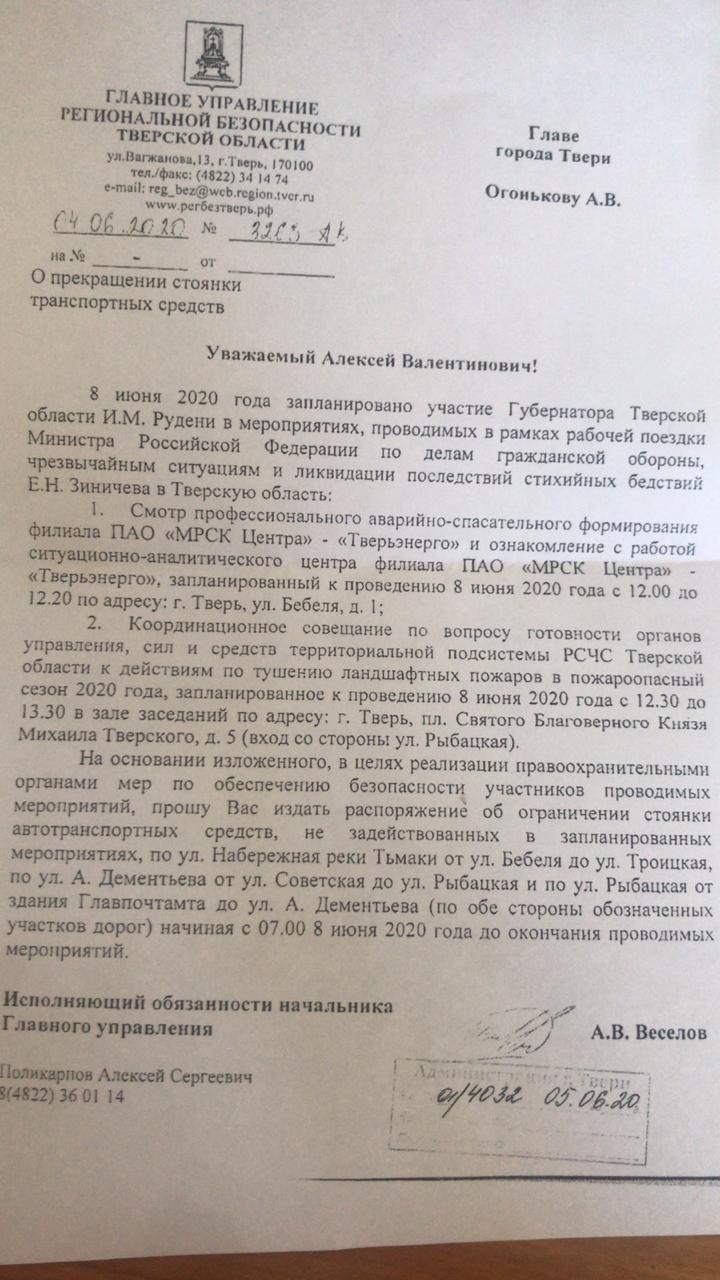 ГЛАВНОЕ УПРАВЛЕНИЕ
РЕГИОНАЛЬНОЙ БЕЗОПАСНОСТИ
ТВЕРСКОЙ ОБЛАСТИ
ул.Вагжанова,13, г.Тверь, 170100
тел./факс: (4822) 34 14 74
e-mail: reg_bez@web.region.tver.ru
www.регбезтверь.рф
04 06.2020 №
на № - от
О прекращении стоянки
транспортных средств
Главе
города Твери
Огонькову А.В.
Уважаемый Алексей Валентинович!
8 июня 2020 года запланировано участие Губернатора Тверской
области И.М. Рудени в мероприятиях, проводимых в рамках рабочей поездки
Министра Российской Федерации по делам гражданской обороны,
чрезвычайным ситуациям и ликвидации последствий стихийных бедствий
Е.Н. Зиничева в Тверскую область:
1. Смотр профессионального аварийно-спасательного формирования
филиала ПАО «МРСК Центра» - «Тверьэнерго» и ознакомление с работой
ситуационно-аналитического центра филиала ПАО «МРСК Центра» -
«Тверьэнерго», запланированный к проведению 8 июня 2020 года с 12.00 до
12.20 по адресу: г. Тверь, ул. Бебеля, д. 1;
2. Координационное совещание по вопросу готовности органов
управления, сил и средств территориальной подсистемы РСЧС Тверской
области к действиям по тушению ландшафтных пожаров в пожароопасный
сезон 2020 года, запланированное к проведению 8 июня 2020 года с 12.30 до
13.30 в зале заседаний по адресу: г. Тверь, пл. Святого Благоверного Князя
Михаила Тверского, д. 5 (вход со стороны ул. Рыбацкая).
На основании изложенного, в целях реализации правоохранительными
органами мер по обеспечению безопасности участников проводимых
мероприятий, прошу Вас издать распоряжение об ограничении стоянки
автотранспортных средств, не задействованных в запланированных
мероприятиях, по ул. Набережная реки Тьмаки от ул. Бебеля до ул. Троицкая,
по ул. А. Дементьева от ул. Советская до ул. Рыбацкая и по ул. Рыбацкая от
здания Главпочтамта до ул. А. Дементьева (по обе стороны обозначенных
участков дорог) начиная с 07.00 8 июня 2020 года до окончания проводимых
мероприятий.
Исполняющий обязанности начальника
Главного управления
А.В. Веселов
Поликарпов Алексей Сергеевич
8(4822) 36 01 14
Твери
01/4032 05.06.20